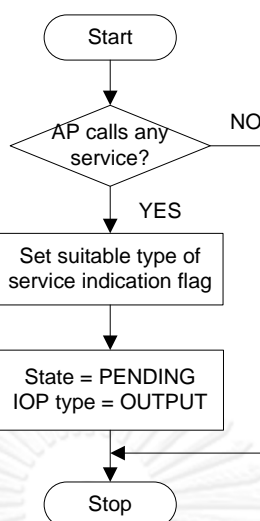 Start
AP calls any
service?
NO
YES
Set suitable type of
service indication flag
State = PENDING
IOP type = OUTPUT
Stop